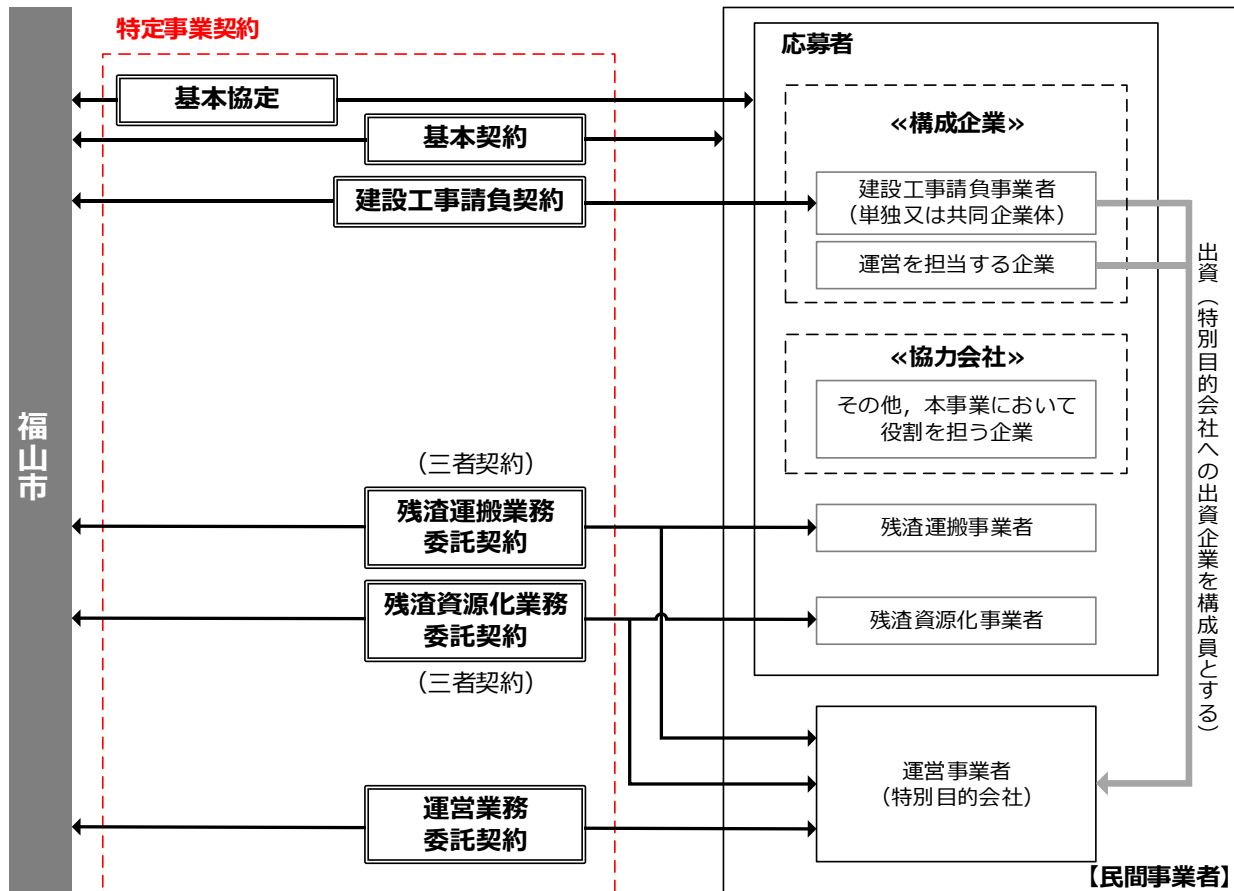 特定事業契約
応募者
基本協定
≪構成企業≫
基本契約
建設工事請負契約
建設工事請負事業者
（単独又は共同企業体）
運営を担当する企業
出資（特別目的会社への出資企業を構成員とする）
≪協力会社≫
その他，本事業において
役割を担う企業
福山市
（三者契約）
残渣運搬業務
委託契約
残渣運搬事業者
残渣資源化業務
委託契約
残渣資源化事業者
（三者契約）
運営事業者
（特別目的会社）
運営業務
委託契約
【民間事業者】